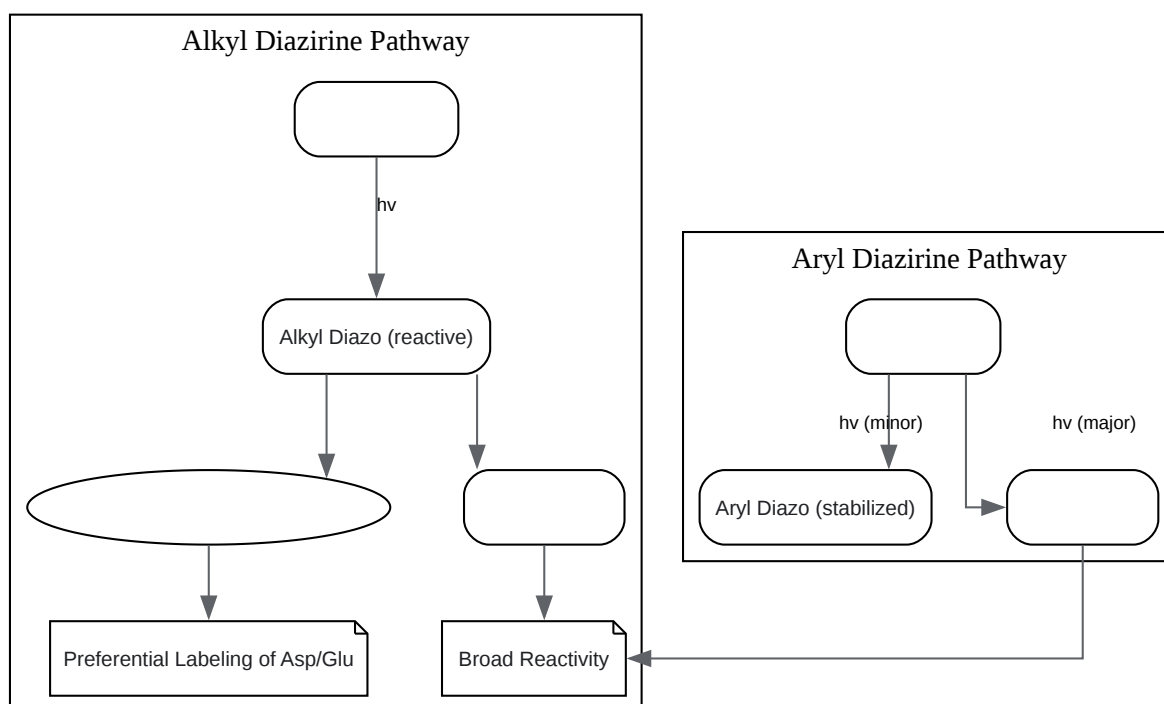 Alkyl Diazirine Pathway
hv
Alkyl Diazo (reactive)
Preferential Labeling of Asp/Glu
Broad Reactivity
Aryl Diazirine Pathway
hv (minor)
hv (major)
Aryl Diazo (stabilized)